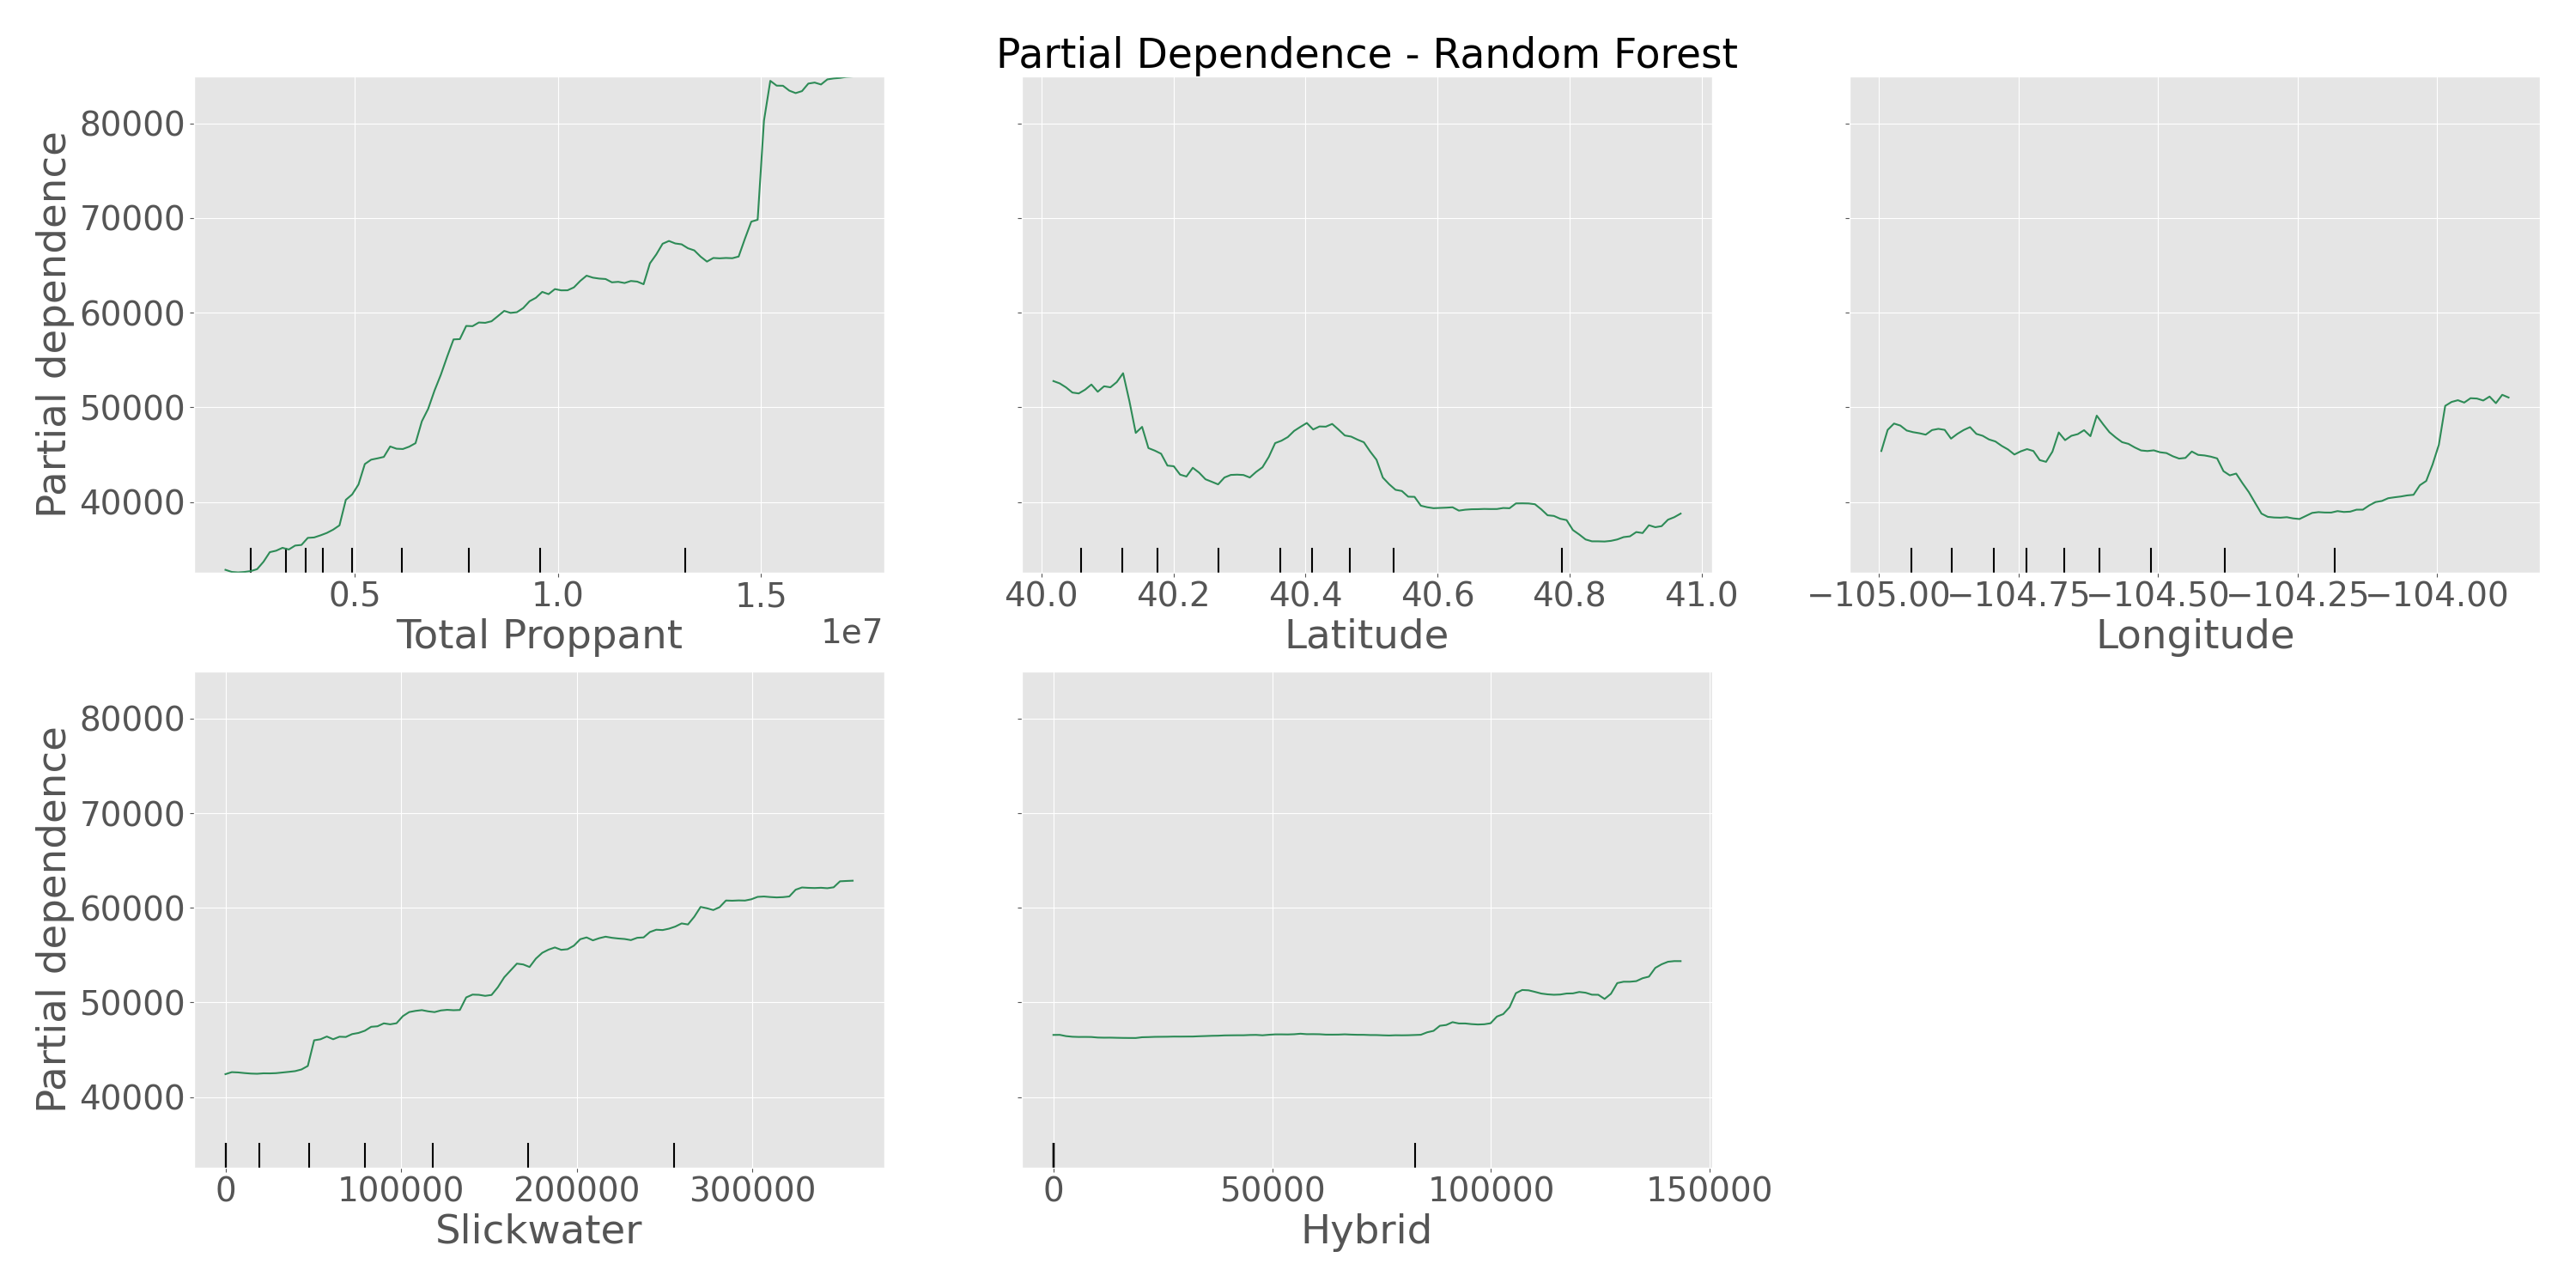 Partial Dependence - Random Forest
Partial dependence
80000
70000
60000
50000
40000
0.5 1.0 1.5
1e7
Total Proppant
40.0 40.2 40.4 40.6 40.8 41.0
Latitude
−105.00 −104.75 −104.50 −104.25 −104.00
Longitude
Partial dependence
80000
70000
60000
50000
40000
0 100000 200000 300000
Slickwater
0 50000 100000 150000
Hybrid